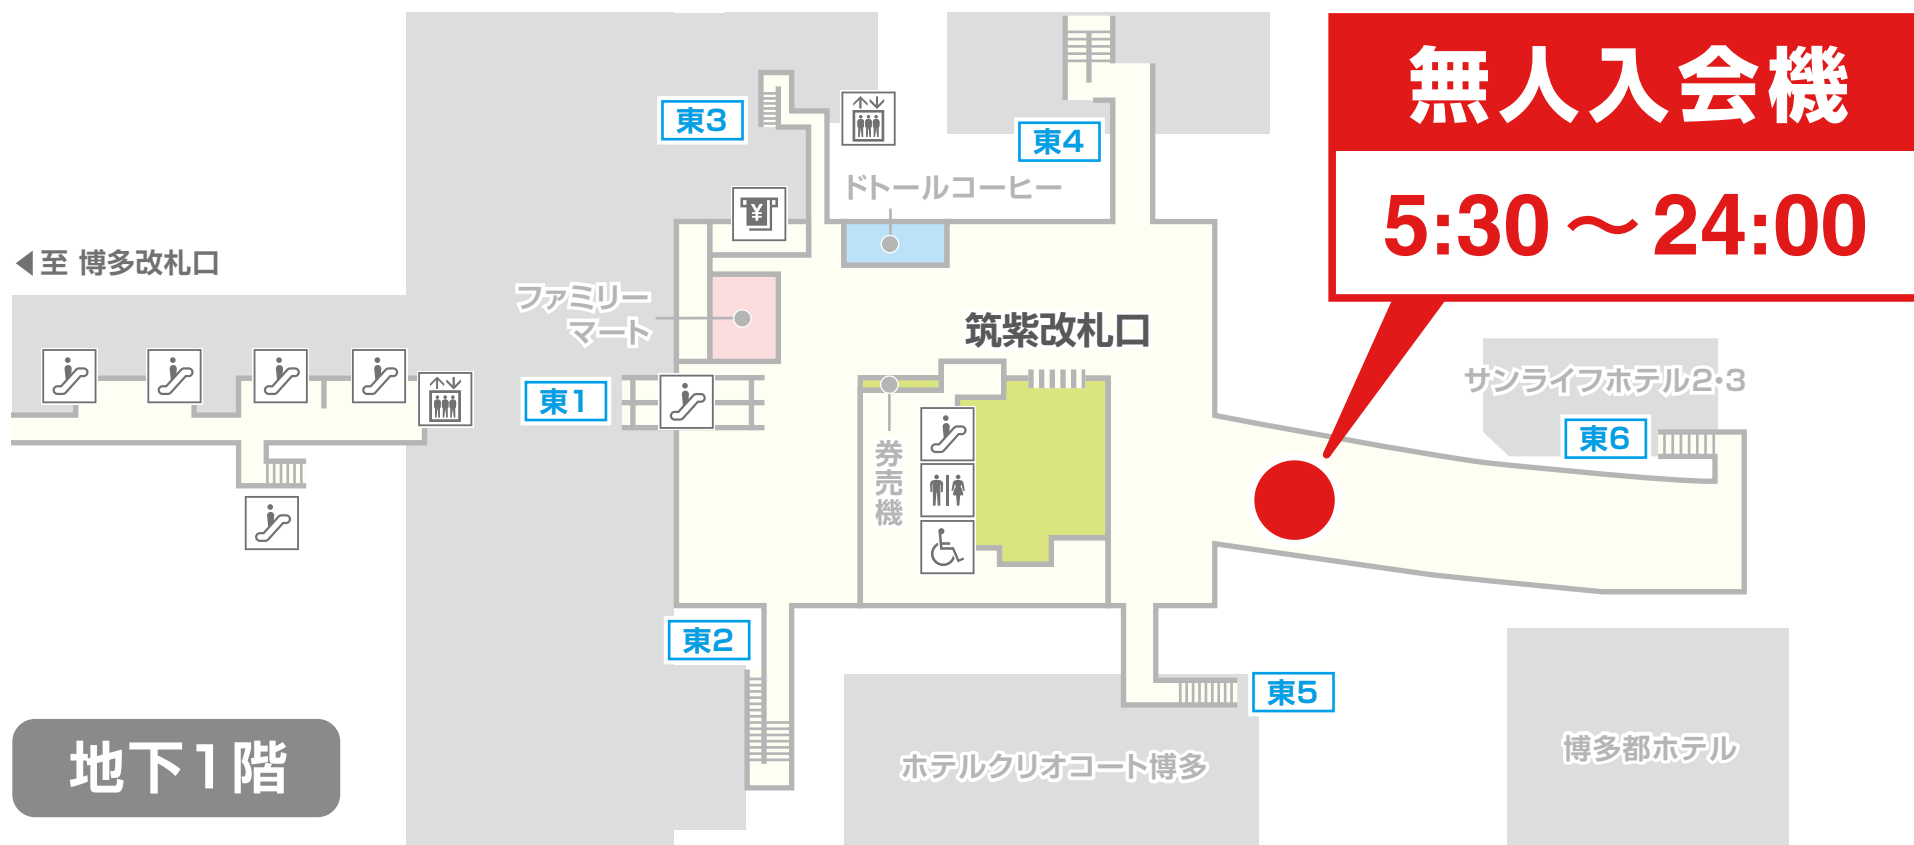 無人入会機
5:30～24:00
東3
東4
ドトールコーヒー
¥
◀至 博多改札口
ファミリー
マート
筑紫改札口
サンライフホテル2・3
東1
東6
券売機
東2
東5
地下1階
ホテルクリオコート博多
博多都ホテル